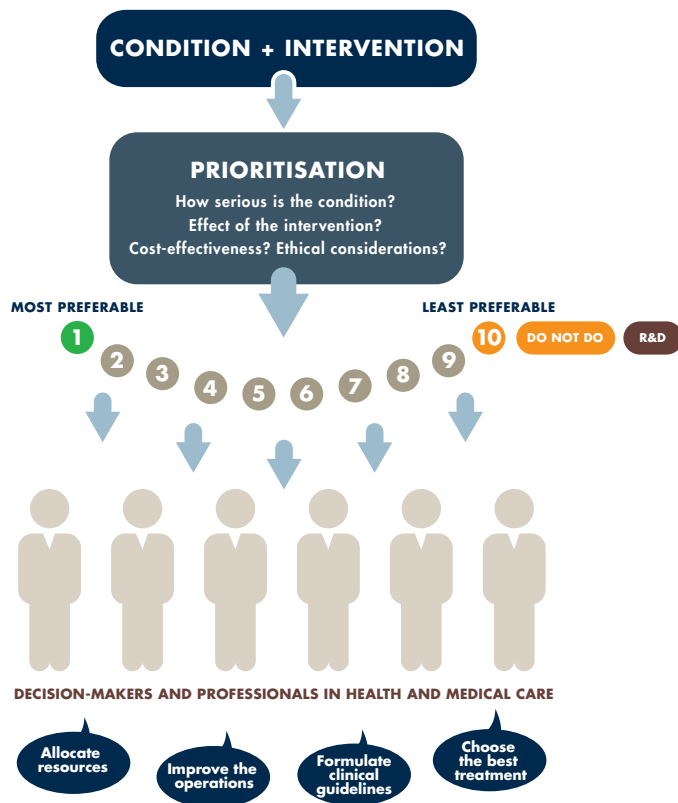 CONDITION + INTERVENTION
PRIORITISATION
How serious is the condition?
Effect of the intervention?
Cost-effectiveness? Ethical considerations?
MOST PREFERABLE
LEAST PREFERABLE
1
2
3
4
5
6
7
8
9
10
DO NOT DO
R&D
DECISION-MAKERS AND PROFESSIONALS IN HEALTH AND MEDICAL CARE
Allocate
resources
Improve the
operations
Formulate
clinical
guidelines
Choose
the best
treatment